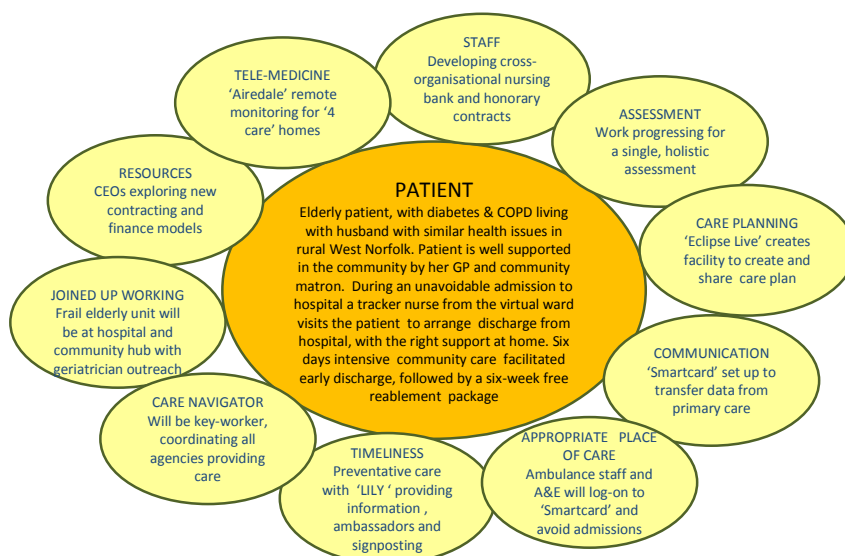 STAFF
Developing cross-
organisational nursing
bank and honorary
contracts
TELE-MEDICINE
‘Airedale’ remote
monitoring for ‘4
care’ homes
ASSESSMENT
Work progressing for
a single, holistic
assessment
RESOURCES
CEOs exploring new
contracting and
finance models
PATIENT
Elderly patient, with diabetes & COPD living
with husband with similar health issues in
rural West Norfolk. Patient is well supported
in the community by her GP and community
matron. During an unavoidable admission to
hospital a tracker nurse from the virtual ward
visits the patient to arrange discharge from
hospital, with the right support at home. Six
days intensive community care facilitated
early discharge, followed by a six-week free
reablement package
CARE PLANNING
‘Eclipse Live’ creates
facility to create and
share care plan
JOINED UP WORKING
Frail elderly unit will
be at hospital and
community hub with
geriatrician outreach
COMMUNICATION
‘Smartcard’ set up to
transfer data from
primary care
CARE NAVIGATOR
Will be key-worker,
coordinating all
agencies providing
care
TIMELINESS
Preventative care
with ‘LILY ‘ providing
information ,
ambassadors and
signposting
APPROPRIATE PLACE
OF CARE
Ambulance staff and
A&E will log-on to
‘Smartcard’ and
avoid admissions